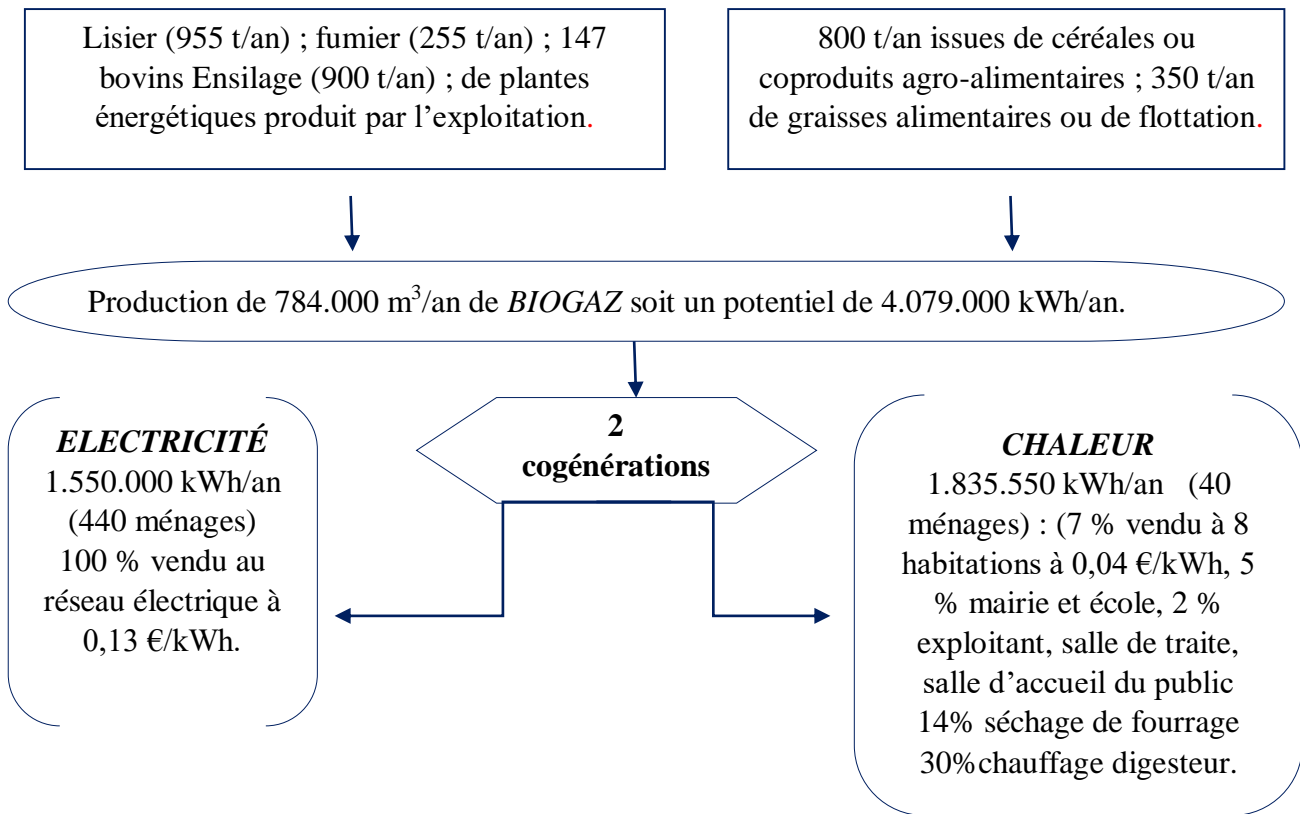 Lisier (955 t/an) ; fumier (255 t/an) ; 147
bovins Ensilage (900 t/an) ; de plantes
énergétiques produit par l’exploitation.
800 t/an issues de céréales ou
coproduits agro-alimentaires ; 350 t/an
de graisses alimentaires ou de flottation.
Production de 784.000 m³/an de BIOGAZ soit un potentiel de 4.079.000 kWh/an.
2
cogénérations
ELECTRICITÉ
1.550.000 kWh/an
(440 ménages)
100 % vendu au
réseau électrique à
0,13 €/kWh.
CHALEUR
1.835.550 kWh/an (40
ménages) : (7 % vendu à 8
habitations à 0,04 €/kWh, 5
% mairie et école, 2 %
exploitant, salle de traite,
salle d’accueil du public
14% séchage de fourrage
30%chauffage digesteur.